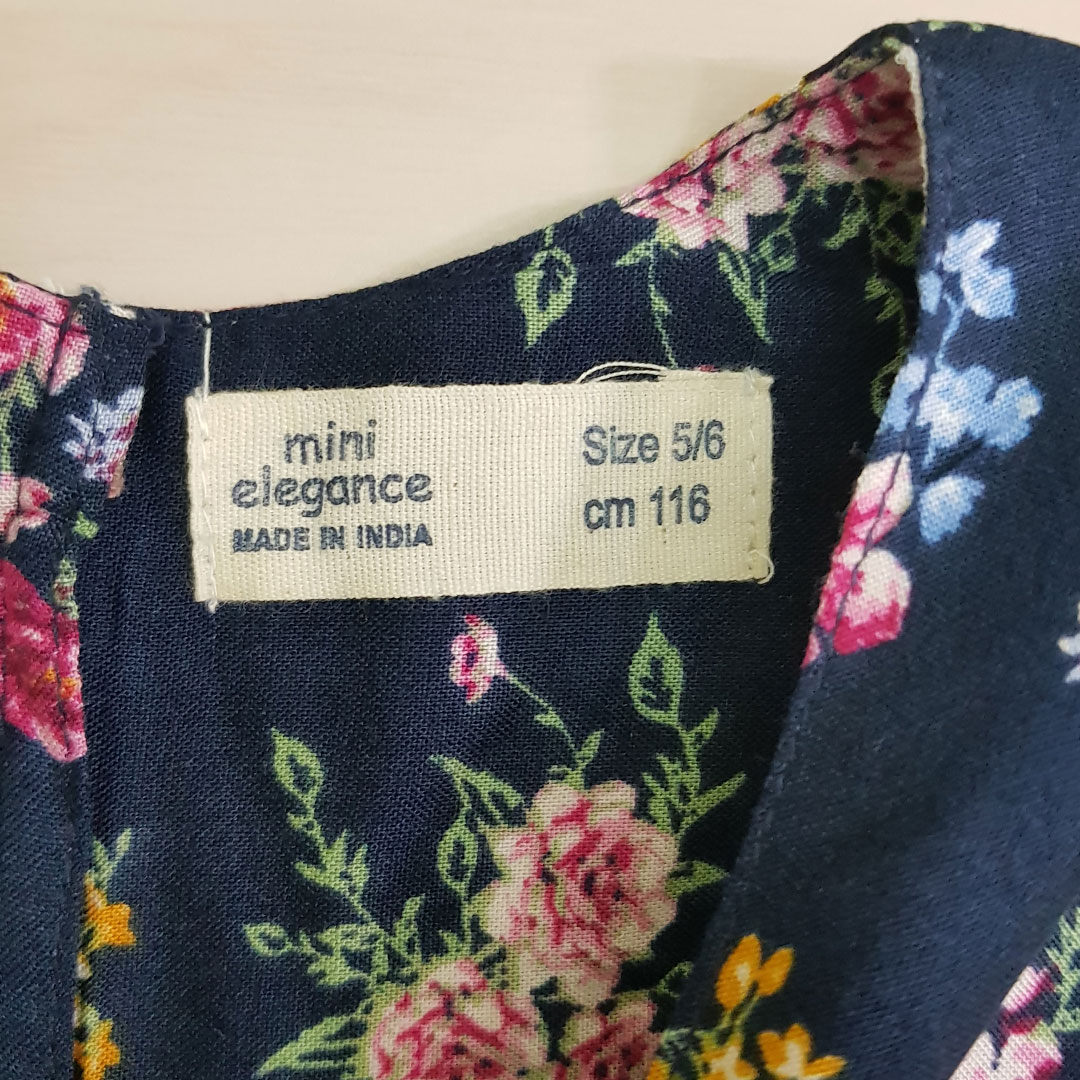 mini
elegance
MADE IN INDIA
Size 5/6
cm 116